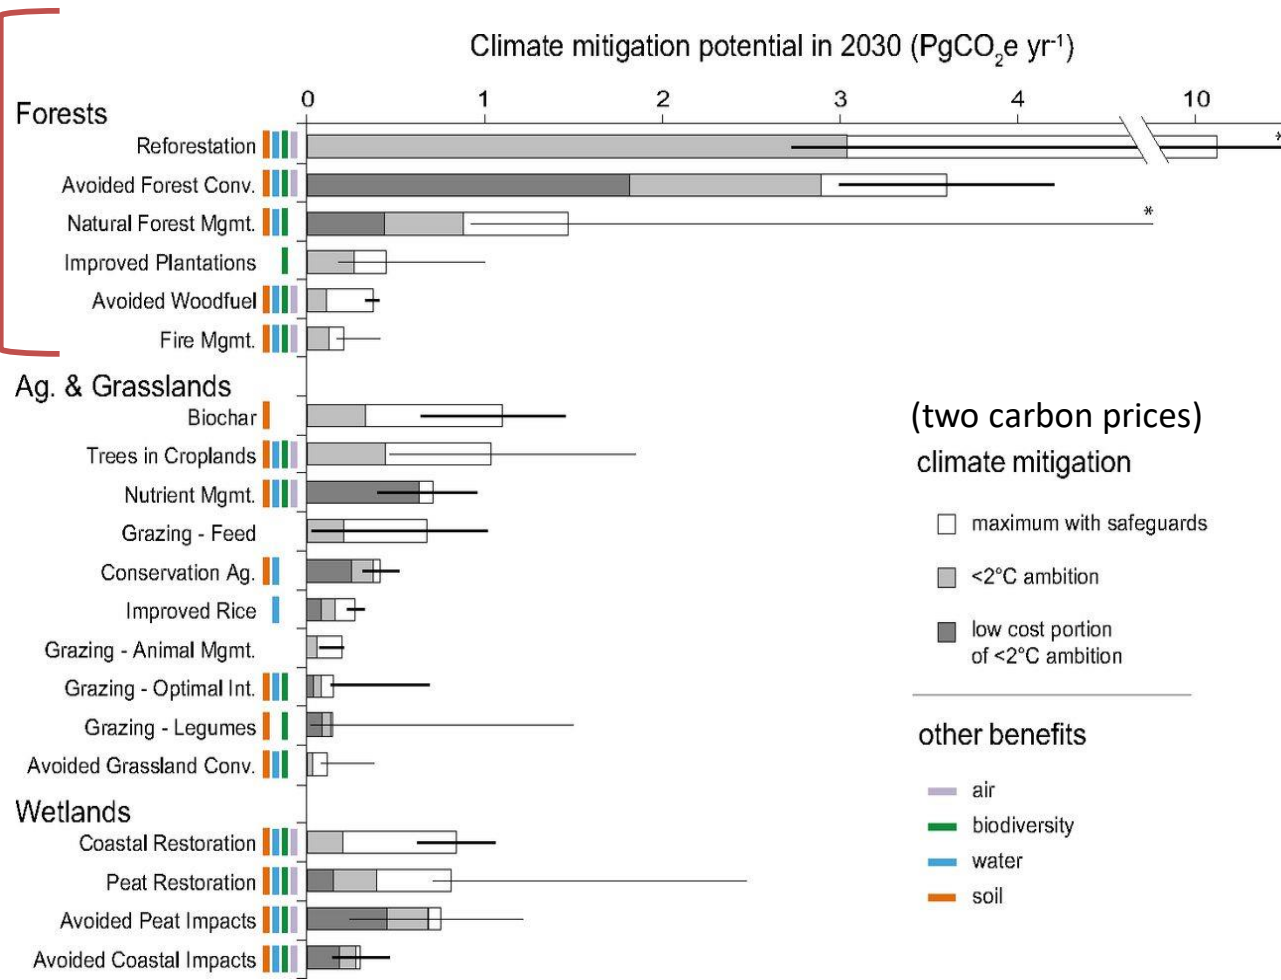 Climate mitigation potential in 2030 (PgCO₂e yr⁻¹)
0 1 2 3 4 10
Forests
Reforestation
*
Avoided Forest Conv.
Natural Forest Mgmt.
*
Improved Plantations
Avoided Woodfuel
Fire Mgmt.
Ag. & Grasslands
Biochar
Trees in Croplands
Nutrient Mgmt.
Grazing - Feed
Conservation Ag.
Improved Rice
Grazing - Animal Mgmt.
Grazing - Optimal Int.
Grazing - Legumes
Avoided Grassland Conv.
Wetlands
Coastal Restoration
Peat Restoration
Avoided Peat Impacts
Avoided Coastal Impacts
(two carbon prices)
climate mitigation
maximum with safeguards
<2°C ambition
low cost portion
of <2°C ambition
other benefits
air
biodiversity
water
soil